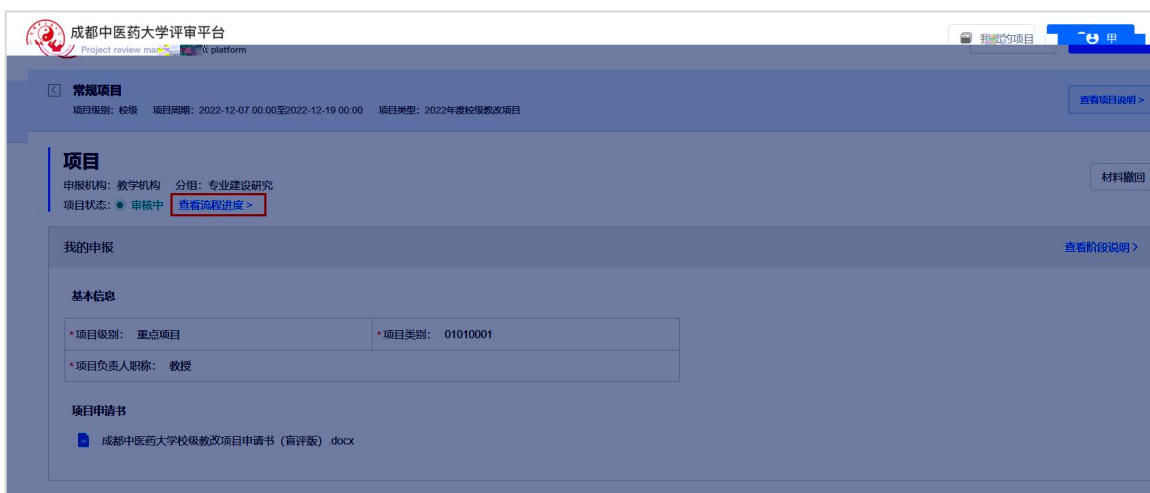 成都中医药大学评审平台
Project review platform
的项目
甲
常规项目
项目级别：校级 项目周期：2022-12-07 00:00至2022-12-19 00:00 项目类型：2022年度校级教改项目
查看项目说明 >
项目
申报机构：教学机构 分组：专业建设研究
材料撤回
项目状态： 审核中 查看流程进度 >
我的申报
查看阶段说明 >
基本信息
*项目级别： 重点项目
*项目类别： 01010001
*项目负责人职称： 教授
项目申请书
成都中医药大学校级教改项目申请书（盲评版）.docx